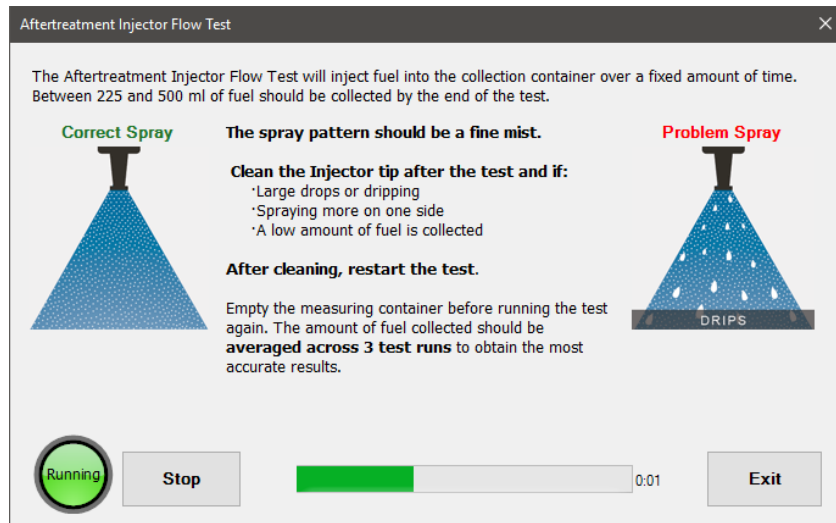 Aftertreatment Injector Flow Test
The Aftertreatment Injector Flow Test will inject fuel into the collection container over a fixed amount of time.
Between 225 and 500 ml of fuel should be collected by the end of the test.
Correct Spray
The spray pattern should be a fine mist.
Problem Spray
Clean the Injector tip after the test and if:
·Large drops or dripping
·Spraying more on one side
·A low amount of fuel is collected
After cleaning, restart the test.
Empty the measuring container before running the test
again. The amount of fuel collected should be
averaged across 3 test runs to obtain the most
accurate results.
DRIPS
Running
Stop
0:01
Exit